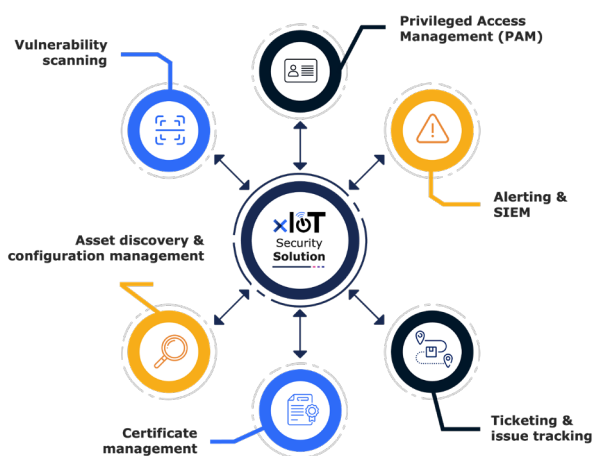 Privileged Access
Management (PAM)
Vulnerability
scanning
Alerting &
SIEM
xIoT
Security
Solution
Asset discovery &
configuration management
Ticketing &
issue tracking
Certificate
management